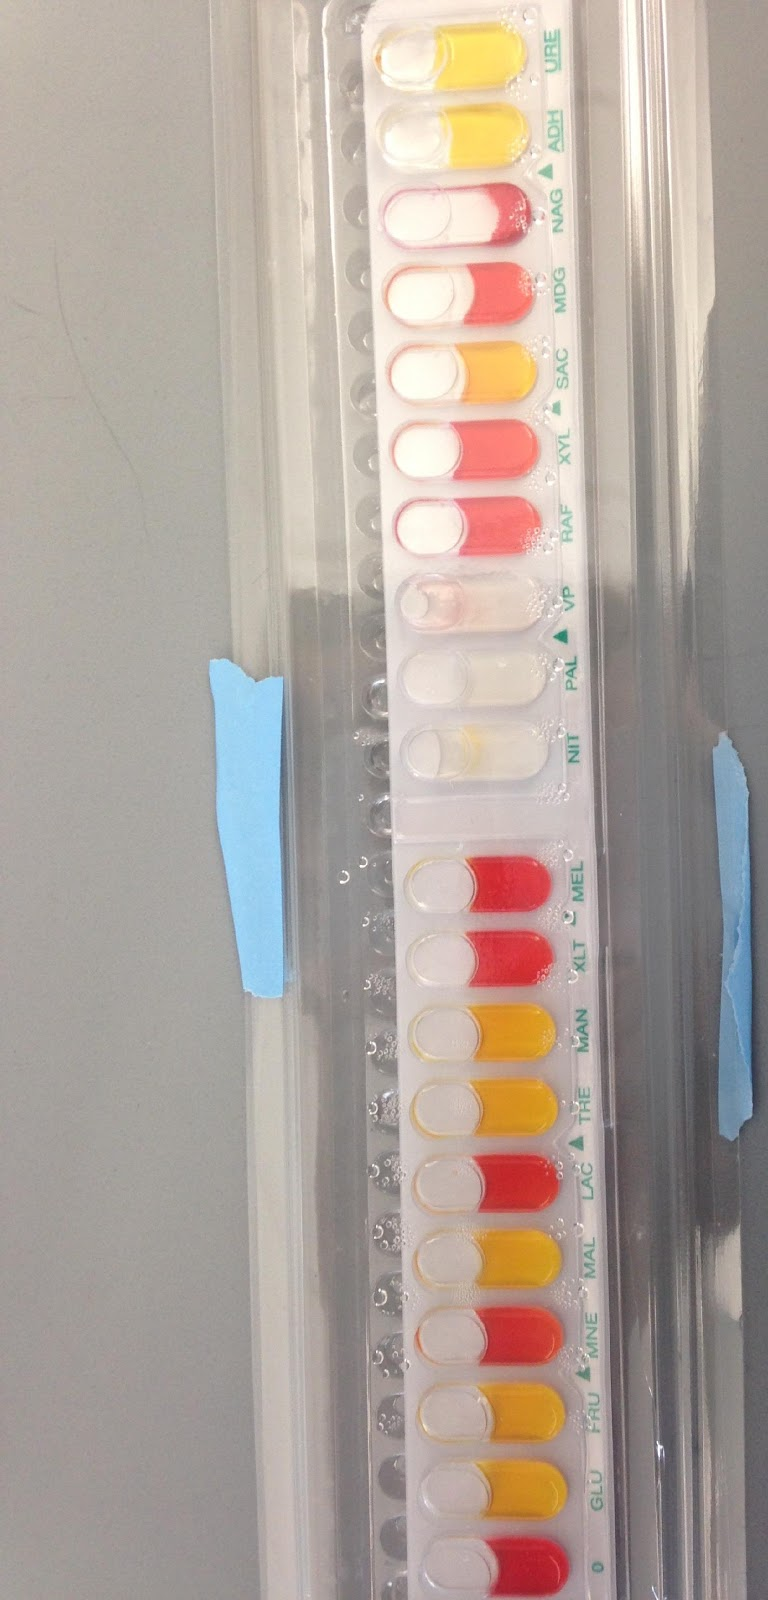 0
GLU
FRU
MNE
MAL
LAC
TRE
MAN
XLT
MEL
NIT
PAL
VP
RAF
XYL
SAC
MDG
NAG
ADH
URE